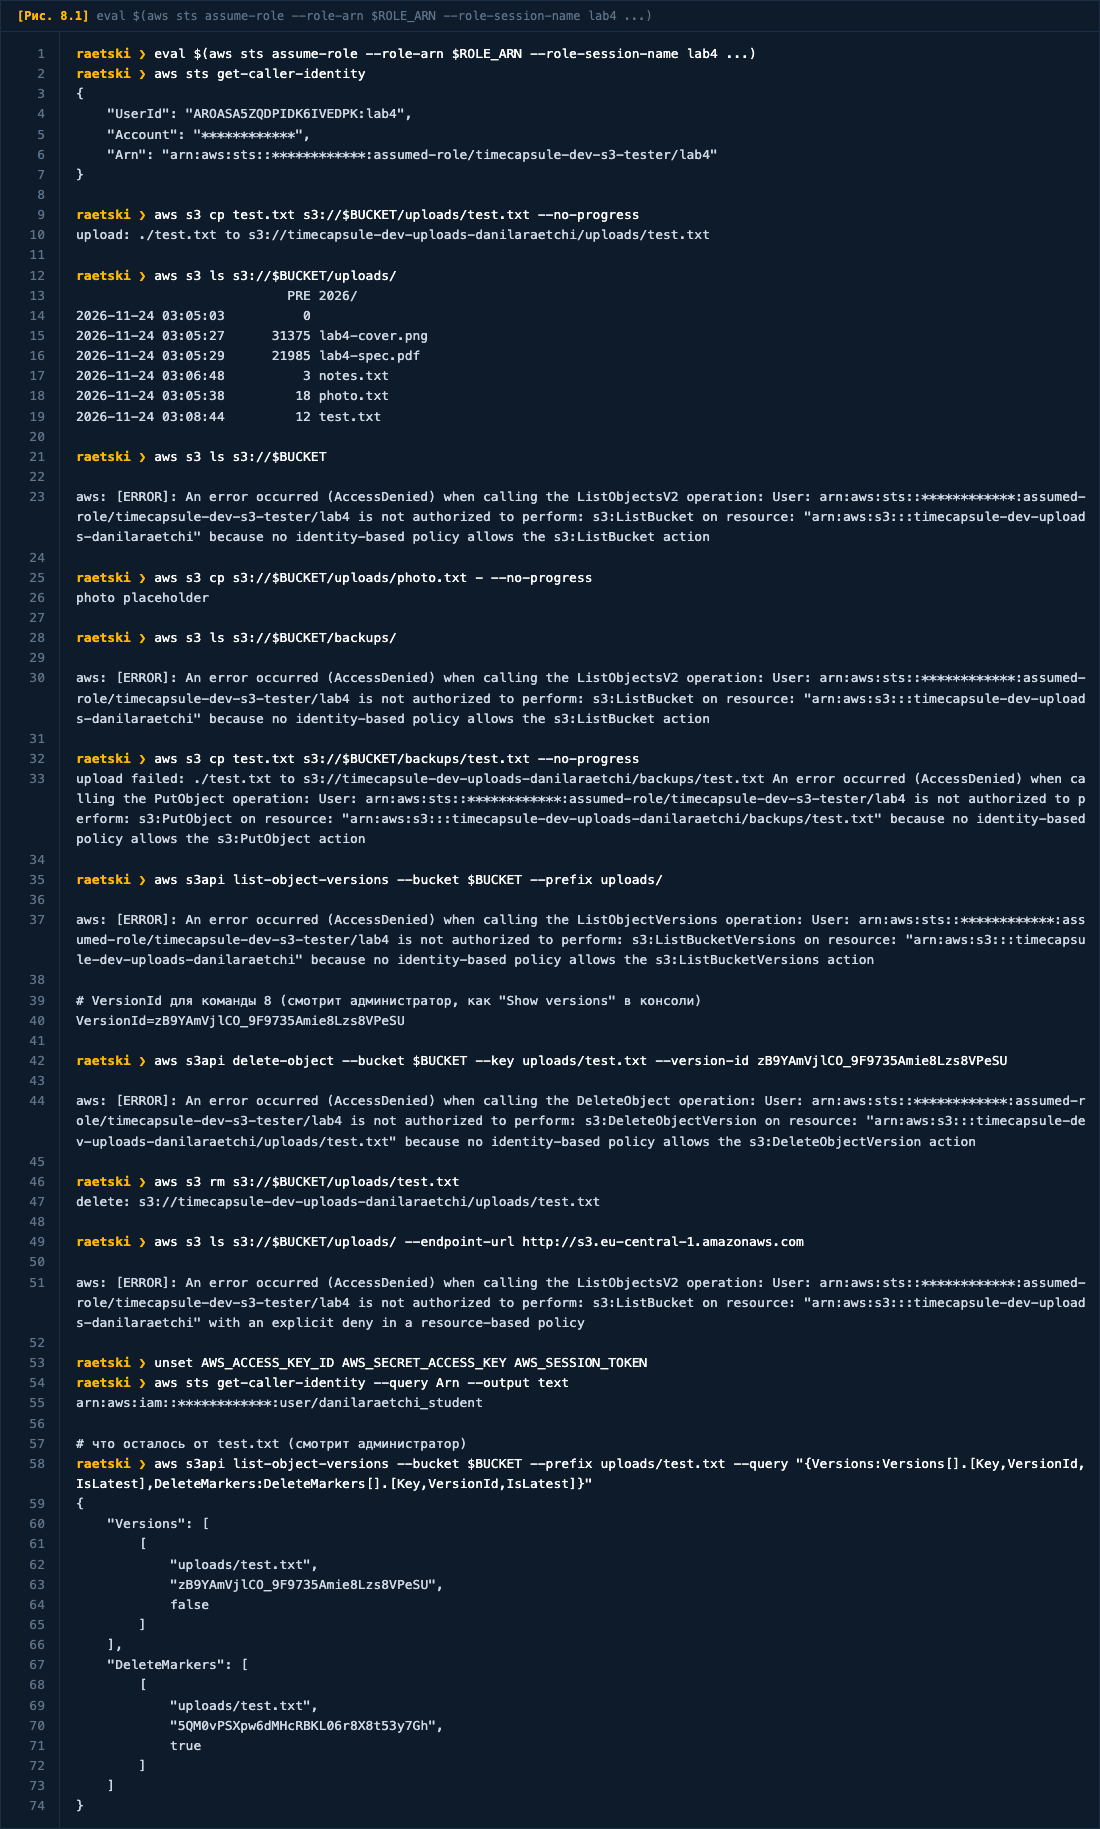 [Рис. 8.1] eval $(aws sts assume-role --role-arn $ROLE_ARN --role-session-name lab4 ...)
1 raetski ❯ eval $(aws sts assume-role --role-arn $ROLE_ARN --role-session-name lab4 ...)
2 raetski ❯ aws sts get-caller-identity
3 {
4 "UserId": "AROASA5ZQDPIDK6IVEDPK:lab4",
5 "Account": "************",
6 "Arn": "arn:aws:sts::************:assumed-role/timecapsule-dev-s3-tester/lab4"
7 }
8
9 raetski ❯ aws s3 cp test.txt s3://$BUCKET/uploads/test.txt --no-progress
10 upload: ./test.txt to s3://timecapsule-dev-uploads-danilaraetchi/uploads/test.txt
11
12 raetski ❯ aws s3 ls s3://$BUCKET/uploads/
13 PRE 2026/
14 2026-11-24 03:05:03 0
15 2026-11-24 03:05:27 31375 lab4-cover.png
16 2026-11-24 03:05:29 21985 lab4-spec.pdf
17 2026-11-24 03:06:48 3 notes.txt
18 2026-11-24 03:05:38 18 photo.txt
19 2026-11-24 03:08:44 12 test.txt
20
21 raetski ❯ aws s3 ls s3://$BUCKET
22
23 aws: [ERROR]: An error occurred (AccessDenied) when calling the ListObjectsV2 operation: User: arn:aws:sts::************:assumed-
role/timecapsule-dev-s3-tester/lab4 is not authorized to perform: s3:ListBucket on resource: "arn:aws:s3:::timecapsule-dev-upload
s-danilaraetchi" because no identity-based policy allows the s3:ListBucket action
24
25 raetski ❯ aws s3 cp s3://$BUCKET/uploads/photo.txt - --no-progress
26 photo placeholder
27
28 raetski ❯ aws s3 ls s3://$BUCKET/backups/
29
30 aws: [ERROR]: An error occurred (AccessDenied) when calling the ListObjectsV2 operation: User: arn:aws:sts::************:assumed-
role/timecapsule-dev-s3-tester/lab4 is not authorized to perform: s3:ListBucket on resource: "arn:aws:s3:::timecapsule-dev-upload
s-danilaraetchi" because no identity-based policy allows the s3:ListBucket action
31
32 raetski ❯ aws s3 cp test.txt s3://$BUCKET/backups/test.txt --no-progress
33 upload failed: ./test.txt to s3://timecapsule-dev-uploads-danilaraetchi/backups/test.txt An error occurred (AccessDenied) when ca
lling the PutObject operation: User: arn:aws:sts::************:assumed-role/timecapsule-dev-s3-tester/lab4 is not authorized to p
erform: s3:PutObject on resource: "arn:aws:s3:::timecapsule-dev-uploads-danilaraetchi/backups/test.txt" because no identity-based
policy allows the s3:PutObject action
34
35 raetski ❯ aws s3api list-object-versions --bucket $BUCKET --prefix uploads/
36
37 aws: [ERROR]: An error occurred (AccessDenied) when calling the ListObjectVersions operation: User: arn:aws:sts::************:ass
umed-role/timecapsule-dev-s3-tester/lab4 is not authorized to perform: s3:ListBucketVersions on resource: "arn:aws:s3:::timecapsu
le-dev-uploads-danilaraetchi" because no identity-based policy allows the s3:ListBucketVersions action
38
39 # VersionId для команды 8 (смотрит администратор, как "Show versions" в консоли)
40 VersionId=zB9YAmVjlCO_9F9735Amie8Lzs8VPeSU
41
42 raetski ❯ aws s3api delete-object --bucket $BUCKET --key uploads/test.txt --version-id zB9YAmVjlCO_9F9735Amie8Lzs8VPeSU
43
44 aws: [ERROR]: An error occurred (AccessDenied) when calling the DeleteObject operation: User: arn:aws:sts::************:assumed-r
ole/timecapsule-dev-s3-tester/lab4 is not authorized to perform: s3:DeleteObjectVersion on resource: "arn:aws:s3:::timecapsule-de
v-uploads-danilaraetchi/uploads/test.txt" because no identity-based policy allows the s3:DeleteObjectVersion action
45
46 raetski ❯ aws s3 rm s3://$BUCKET/uploads/test.txt
47 delete: s3://timecapsule-dev-uploads-danilaraetchi/uploads/test.txt
48
49 raetski ❯ aws s3 ls s3://$BUCKET/uploads/ --endpoint-url http://s3.eu-central-1.amazonaws.com
50
51 aws: [ERROR]: An error occurred (AccessDenied) when calling the ListObjectsV2 operation: User: arn:aws:sts::************:assumed-
role/timecapsule-dev-s3-tester/lab4 is not authorized to perform: s3:ListBucket on resource: "arn:aws:s3:::timecapsule-dev-upload
s-danilaraetchi" with an explicit deny in a resource-based policy
52
53 raetski ❯ unset AWS_ACCESS_KEY_ID AWS_SECRET_ACCESS_KEY AWS_SESSION_TOKEN
54 raetski ❯ aws sts get-caller-identity --query Arn --output text
55 arn:aws:iam::************:user/danilaraetchi_student
56
57 # что осталось от test.txt (смотрит администратор)
58 raetski ❯ aws s3api list-object-versions --bucket $BUCKET --prefix uploads/test.txt --query "{Versions:Versions[].[Key,VersionId,
IsLatest],DeleteMarkers:DeleteMarkers[].[Key,VersionId,IsLatest]}"
59 {
60 "Versions": [
61 [
62 "uploads/test.txt",
63 "zB9YAmVjlCO_9F9735Amie8Lzs8VPeSU",
64 false
65 ]
66 ],
67 "DeleteMarkers": [
68 [
69 "uploads/test.txt",
70 "5QM0vPSXpw6dMHcRBKL06r8X8t53y7Gh",
71 true
72 ]
73 ]
74 }